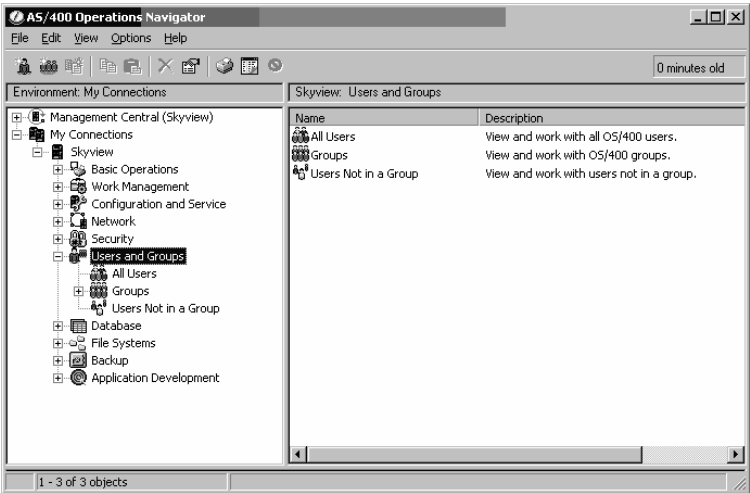 AS/400 Operations Navigator
File Edit View Options Help
0 minutes old
Environment: My Connections
Skyview: Users and Groups
Management Central (Skyview)
My Connections
Skyview
Basic Operations
Work Management
Configuration and Service
Network
Security
Users and Groups
All Users
Groups
Users Not in a Group
Database
File Systems
Backup
Application Development
Name Description
All Users View and work with all OS/400 users.
Groups View and work with OS/400 groups.
Users Not in a Group View and work with users not in a group.
1 - 3 of 3 objects